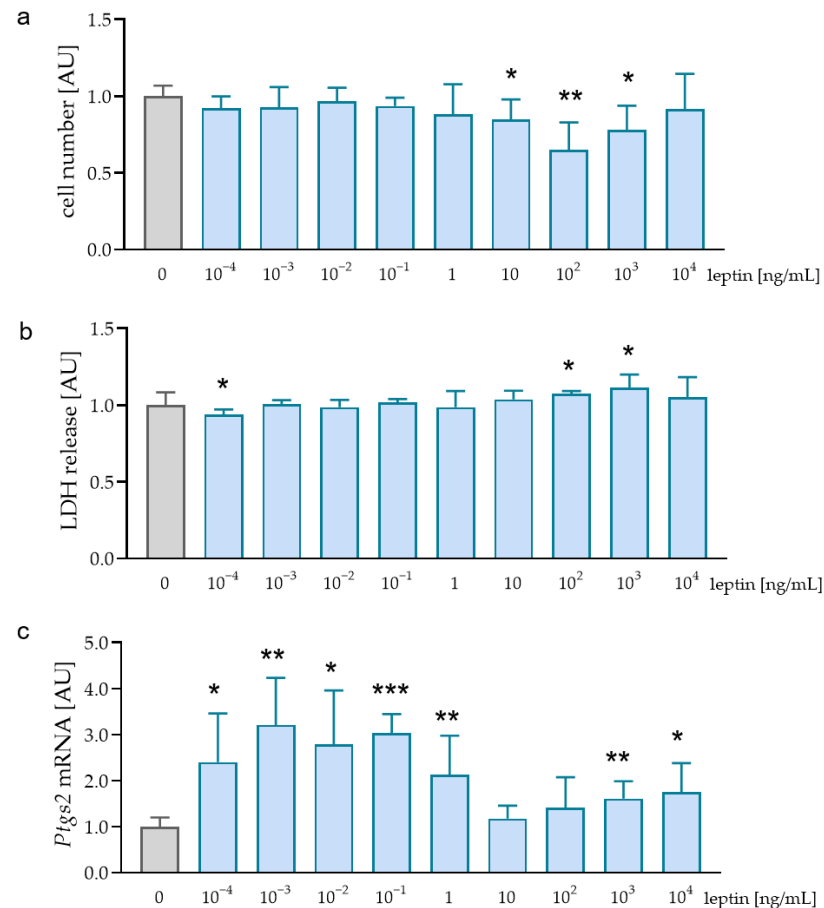 a
cell number [AU]
1.5
1.0
0.5
0.0
* ** *
0 10⁻⁴ 10⁻³ 10⁻² 10⁻¹ 1 10 10² 10³ 10⁴ leptin [ng/mL]
b
LDH release [AU]
1.5
1.0
0.5
0.0
* * *
0 10⁻⁴ 10⁻³ 10⁻² 10⁻¹ 1 10 10² 10³ 10⁴ leptin [ng/mL]
c
Ptgs2 mRNA [AU]
5.0
4.0
3.0
2.0
1.0
0.0
* ** * *** ** ** *
0 10⁻⁴ 10⁻³ 10⁻² 10⁻¹ 1 10 10² 10³ 10⁴ leptin [ng/mL]